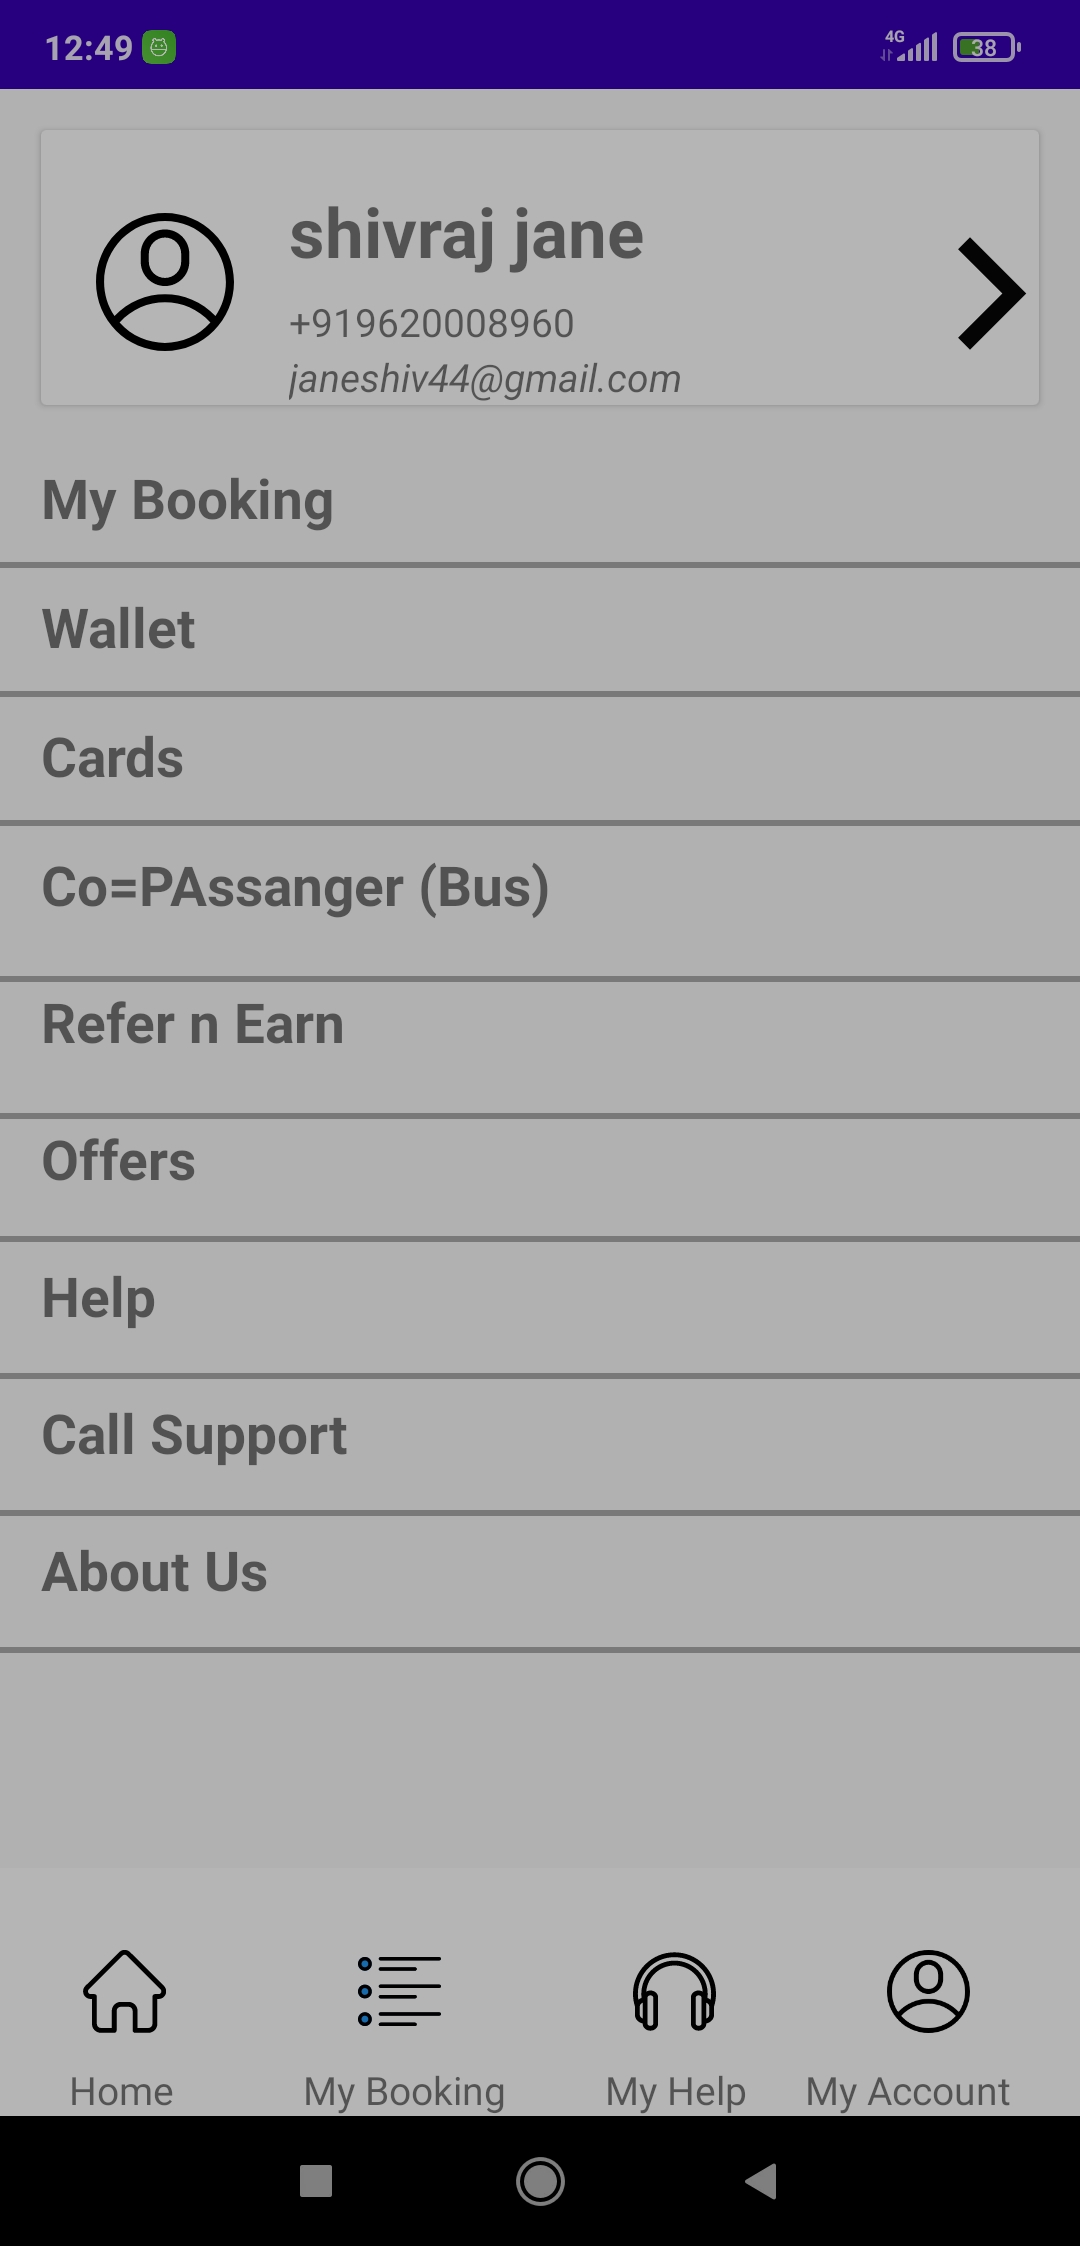 12:49
4G
38
shivraj jane
+919620008960
janeshiv44@gmail.com
My Booking
Wallet
Cards
Co=PAssanger (Bus)
Refer n Earn
Offers
Help
Call Support
About Us
Home
My Booking
My Help
My Account